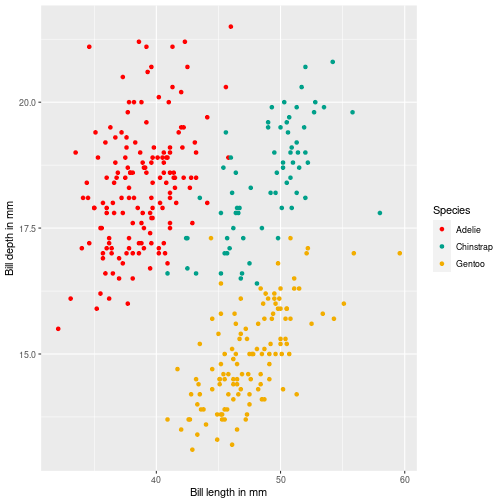 20.0
17.5
15.0
40
50
60
Bill length in mm
Bill depth in mm
Species
Adelie
Chinstrap
Gentoo